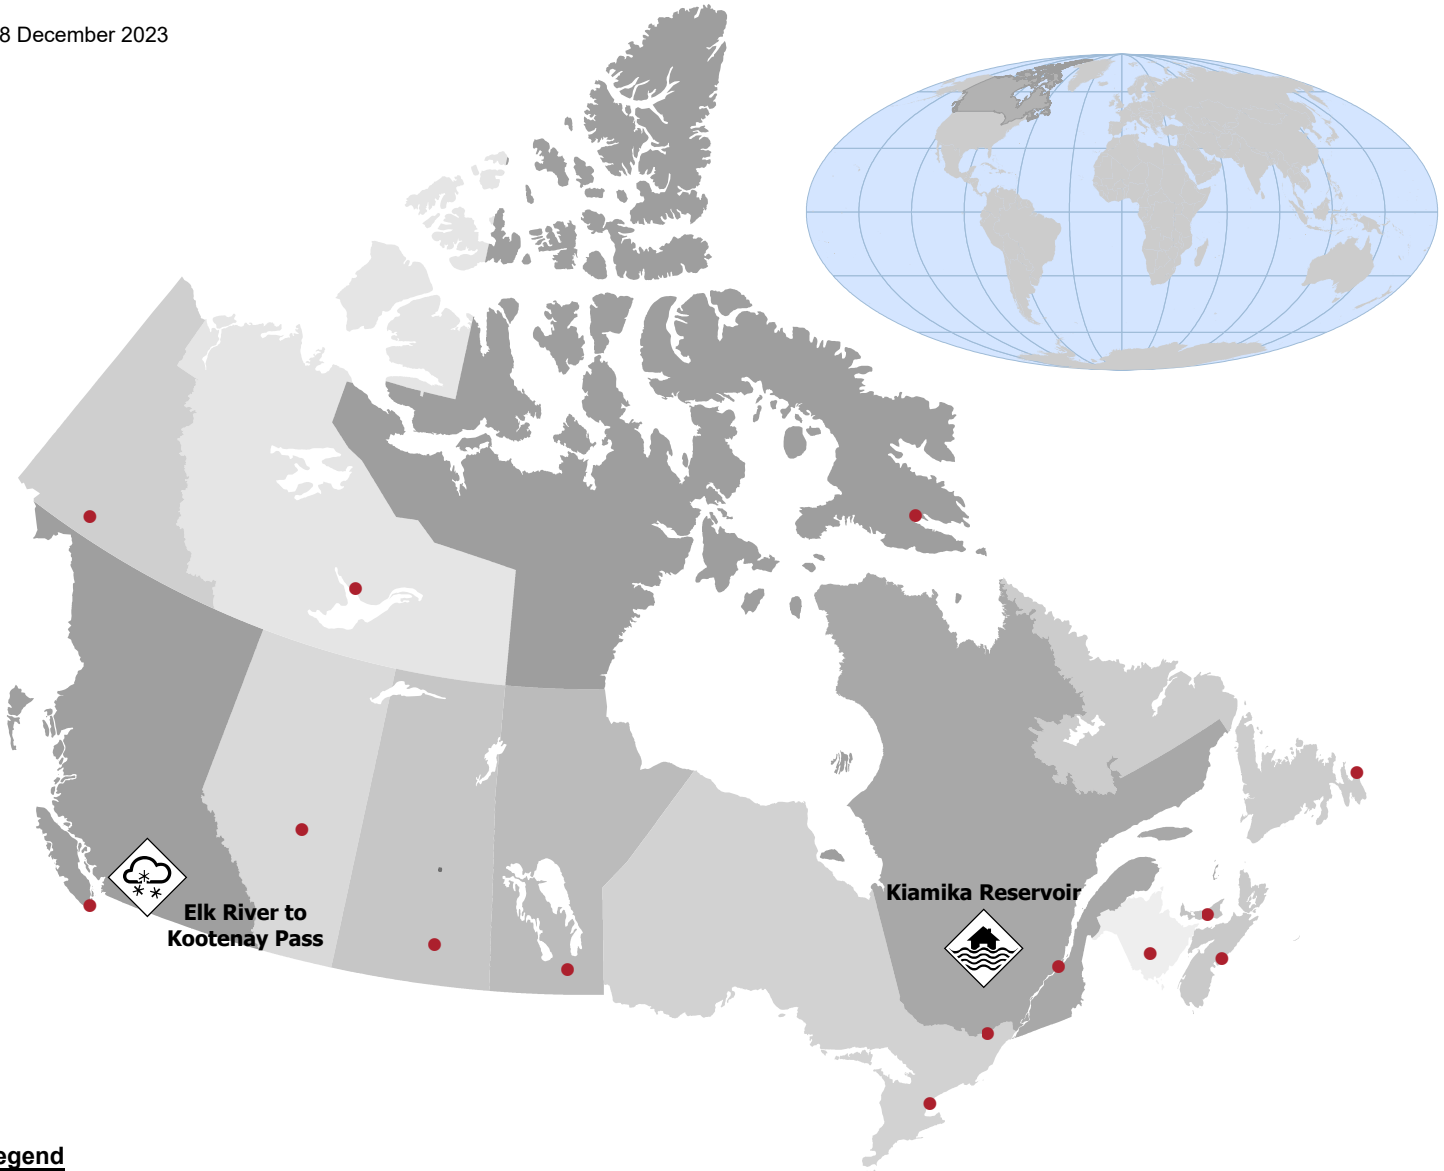 8 December 2023
Kiamika Reservoir
Elk River to
Kootenay Pass
egend